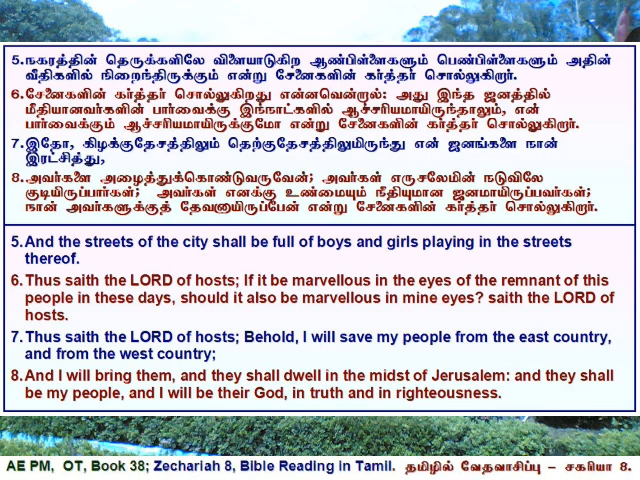 5.நகரத்தின் தெருக்களிலே விளையாடுகிற ஆண்பிள்ளைகளும் பெண்பிள்ளைகளும் அதின்
வீதிகளில் நிறைந்திருக்கும் என்று சேனைகளின் கர்த்தர் சொல்லுகிறார்.
6.சேனைகளின் கர்த்தர் சொல்லுகிறது என்னவென்றால்: அது இந்த ஜனத்தில்
மீதியானவர்களின் பார்வைக்கு இந்நாட்களில் ஆச்சரியமாயிருந்தாலும், என்
பார்வைக்கும் ஆச்சரியமாயிருக்குமோ என்று சேனைகளின் கர்த்தர் சொல்லுகிறார்.
7.இதோ, கிழக்குதேசத்திலும் தெற்குதேசத்திலுமிருந்து என் ஜனங்களை நான்
இரட்சித்து,
8.அவர்களை அழைத்துக்கொண்டுவருவேன்; அவர்கள் எருசலேமின் நடுவிலே
குடியிருப்பார்கள்; அவர்கள் எனக்கு உண்மையும் நீதியுமான ஜனமாயிருப்பவர்கள்;
நான் அவர்களுக்குத் தேவனாயிருப்பேன் என்று சேனைகளின் கர்த்தர் சொல்லுகிறார்.
5.And the streets of the city shall be full of boys and girls playing in the streets
thereof.
6.Thus saith the LORD of hosts; If it be marvellous in the eyes of the remnant of this
people in these days, should it also be marvellous in mine eyes? saith the LORD of
hosts.
7.Thus saith the LORD of hosts; Behold, I will save my people from the east country,
and from the west country;
8.And I will bring them, and they shall dwell in the midst of Jerusalem: and they shall
be my people, and I will be their God, in truth and in righteousness.
AE PM, OT, Book 38; Zechariah 8, Bible Reading in Tamil. தமிழில் வேதவாசிப்பு – சகரியா 8.